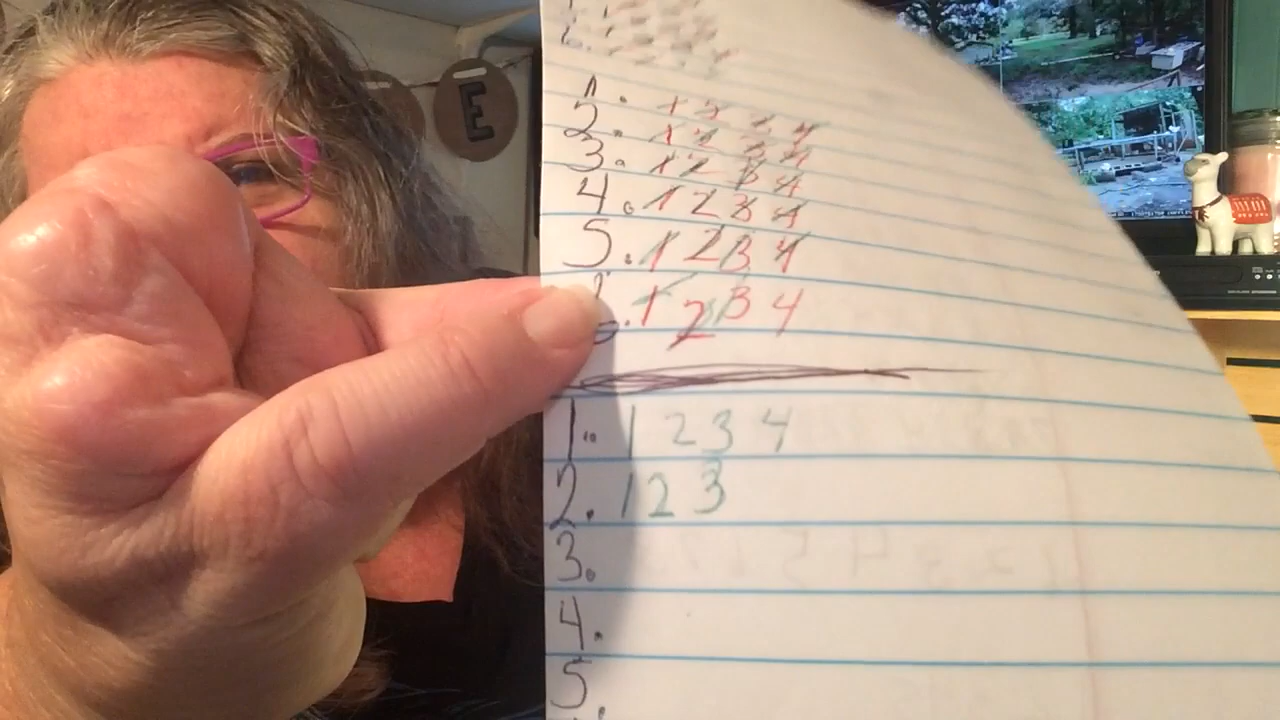 E
1. 1 2 3 4
2. 1 2 3 4
3. 1 2 3 4
4. 1 2 3 4
5. 1 2 3 4
. 1 2 3 4
1. 1 2 3 4
2. 1 2 3
3.
4.
5